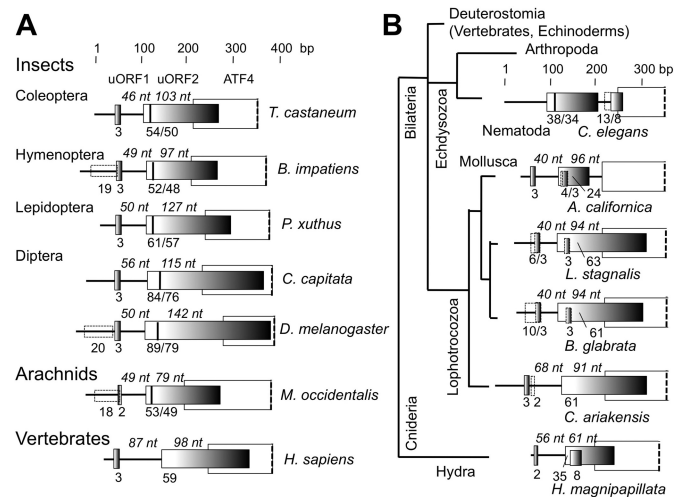 A
1 100 200 300 400 bp
Insects
uORF1 uORF2 ATF4
46 nt 103 nt
Coleoptera
T. castaneum
3 54/50
49 nt 97 nt
Hymenoptera
B. impatiens
19 3 52/48
50 nt 127 nt
Lepidoptera
P. xuthus
3 61/57
56 nt 115 nt
Diptera
C. capitata
3 84/76
50 nt 142 nt
D. melanogaster
20 3 89/79
Arachnids
49 nt 79 nt
M. occidentalis
18 2 53/49
Vertebrates
87 nt 98 nt
H. sapiens
3 59
B
Deuterostomia
(Vertebrates, Echinoderms)
Arthropoda
1 100 200 300 bp
Bilateria
Echdysozoa
38/34 13/8
Nematoda
C. elegans
Mollusca
40 nt 96 nt
3 4/3 24
A. californica
40 nt 94 nt
6/3 3 63
L. stagnalis
40 nt 94 nt
10/3 3 61
B. glabrata
Lophotrocozoa
68 nt 91 nt
3 2 61
C. ariakensis
Cnideria
56 nt 61 nt
Hydra
2 35 8
H. magnipapillata